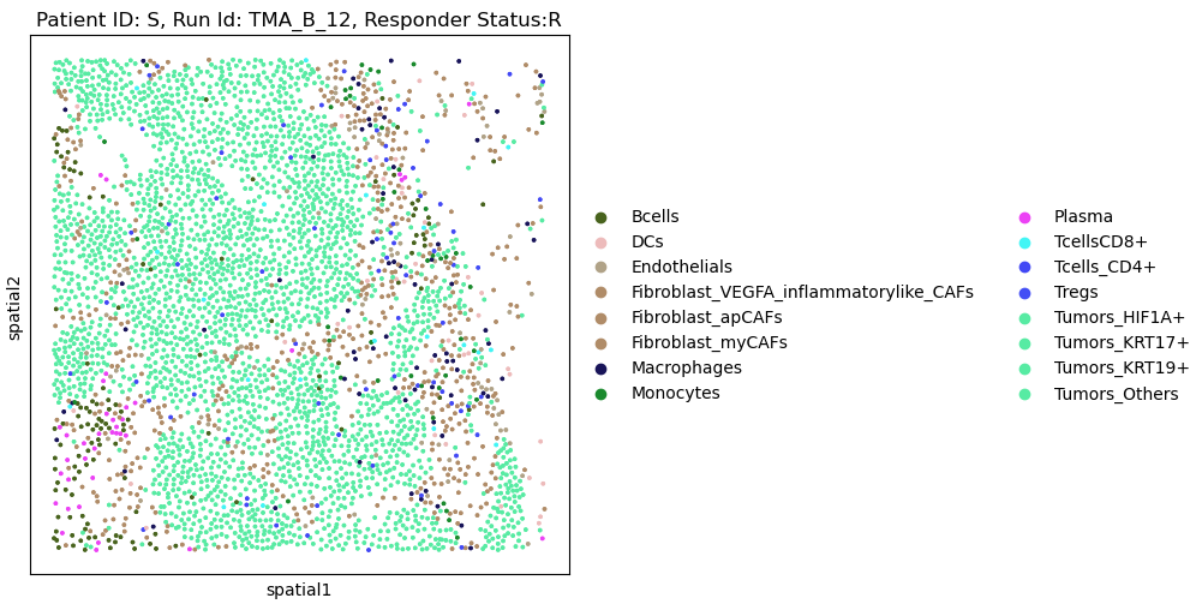 Patient ID: S, Run Id: TMA_B_12, Responder Status:R
spatial2
spatial1
Bcells
DCs
Endothelials
Fibroblast_VEGFA_inflammatorylike_CAFs
Fibroblast_apCAFs
Fibroblast_myCAFs
Macrophages
Monocytes
Plasma
TcellsCD8+
Tcells_CD4+
Tregs
Tumors_HIF1A+
Tumors_KRT17+
Tumors_KRT19+
Tumors_Others